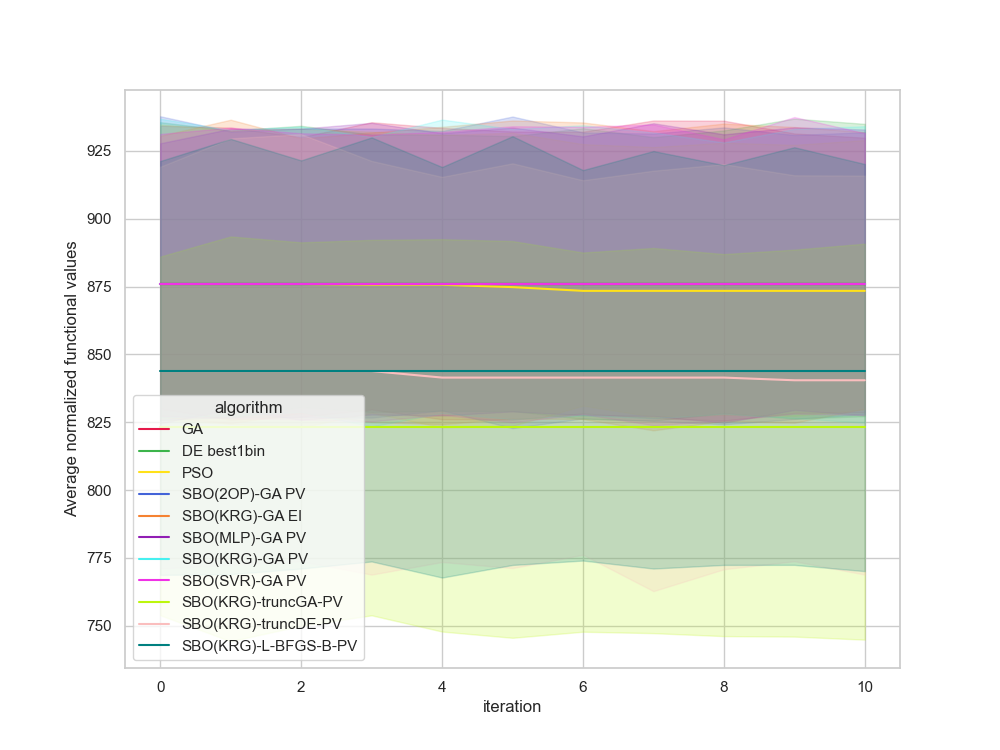 Average normalized functional values
925
900
875
850
825
800
775
750
algorithm
GA
DE best1bin
PSO
SBO(2OP)-GA PV
SBO(KRG)-GA EI
SBO(MLP)-GA PV
SBO(KRG)-GA PV
SBO(SVR)-GA PV
SBO(KRG)-truncGA-PV
SBO(KRG)-truncDE-PV
SBO(KRG)-L-BFGS-B-PV
0 2 4 6 8 10
iteration